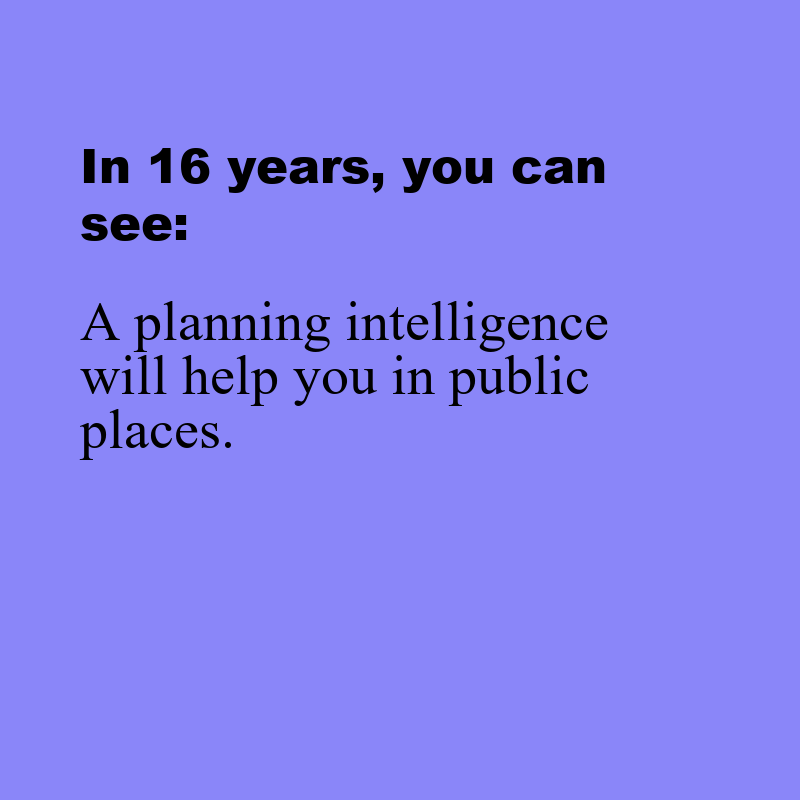 In 16 years, you can
see:
A planning intelligence
will help you in public
places.